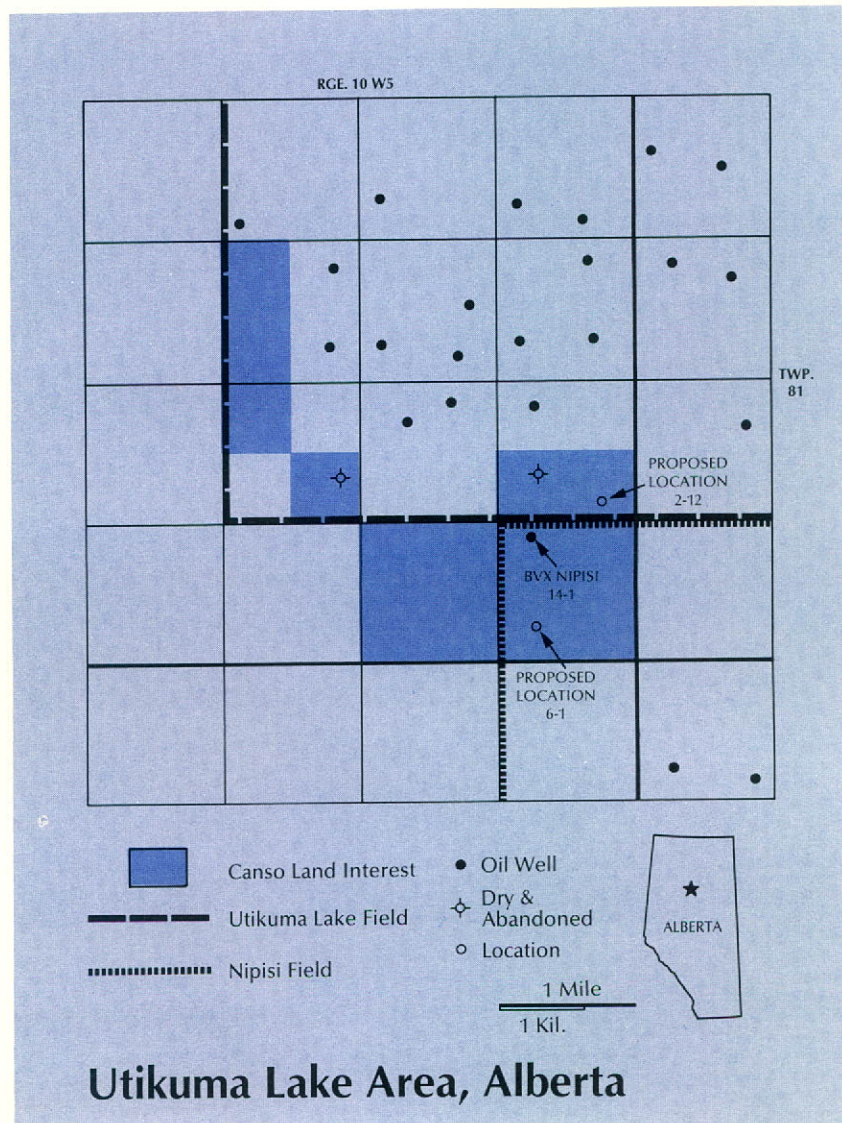 RGE. 10 W5
TWP.
81
PROPOSED
LOCATION
2-12
BVX NIPISI
14-1
PROPOSED
LOCATION
6-1
Canso Land Interest
Utikuma Lake Field
Nipisi Field
Oil Well
Dry &
Abandoned
Location
1 Mile
1 Kil.
ALBERTA
Utikuma Lake Area, Alberta